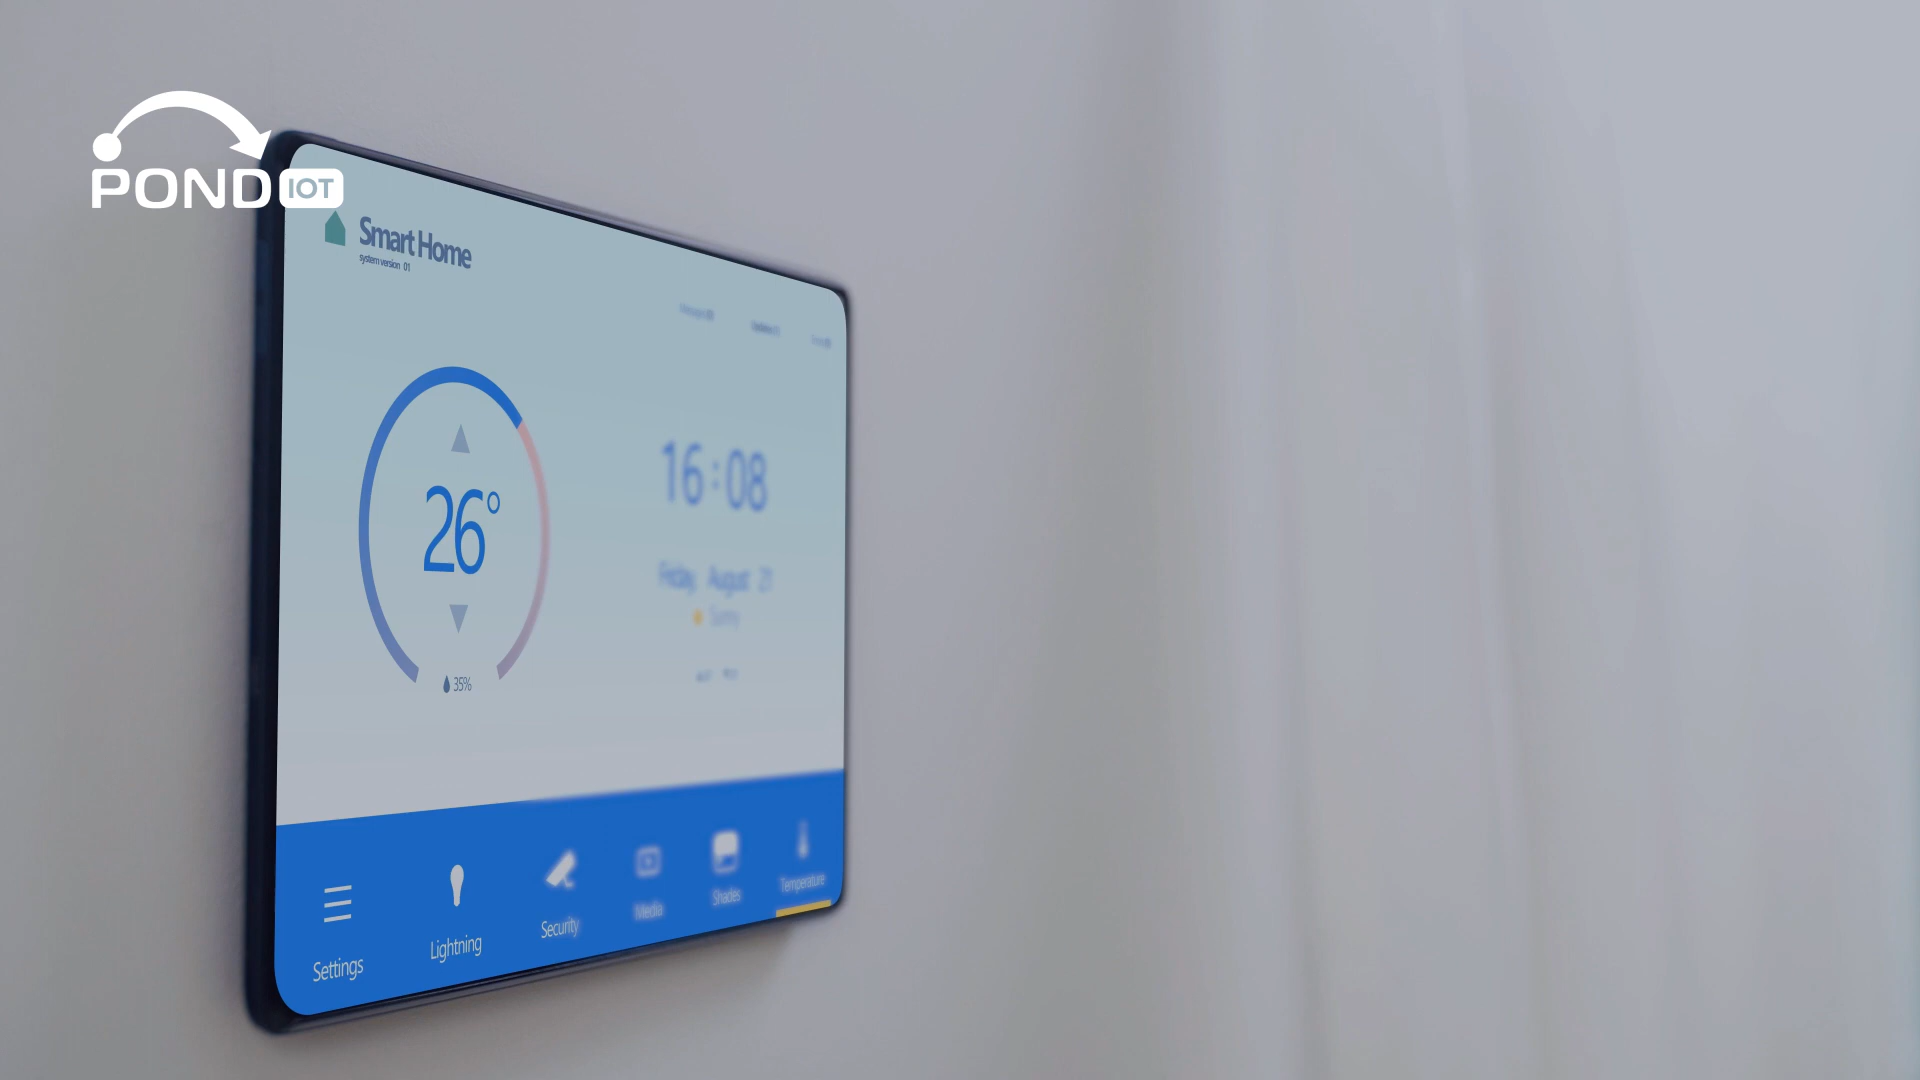 POND IOT
Smart Home
system version 01
16:08
26°
Friday, August 21
Sunny
35%
Settings
Lightning
Security
Media
Shades
Temperature